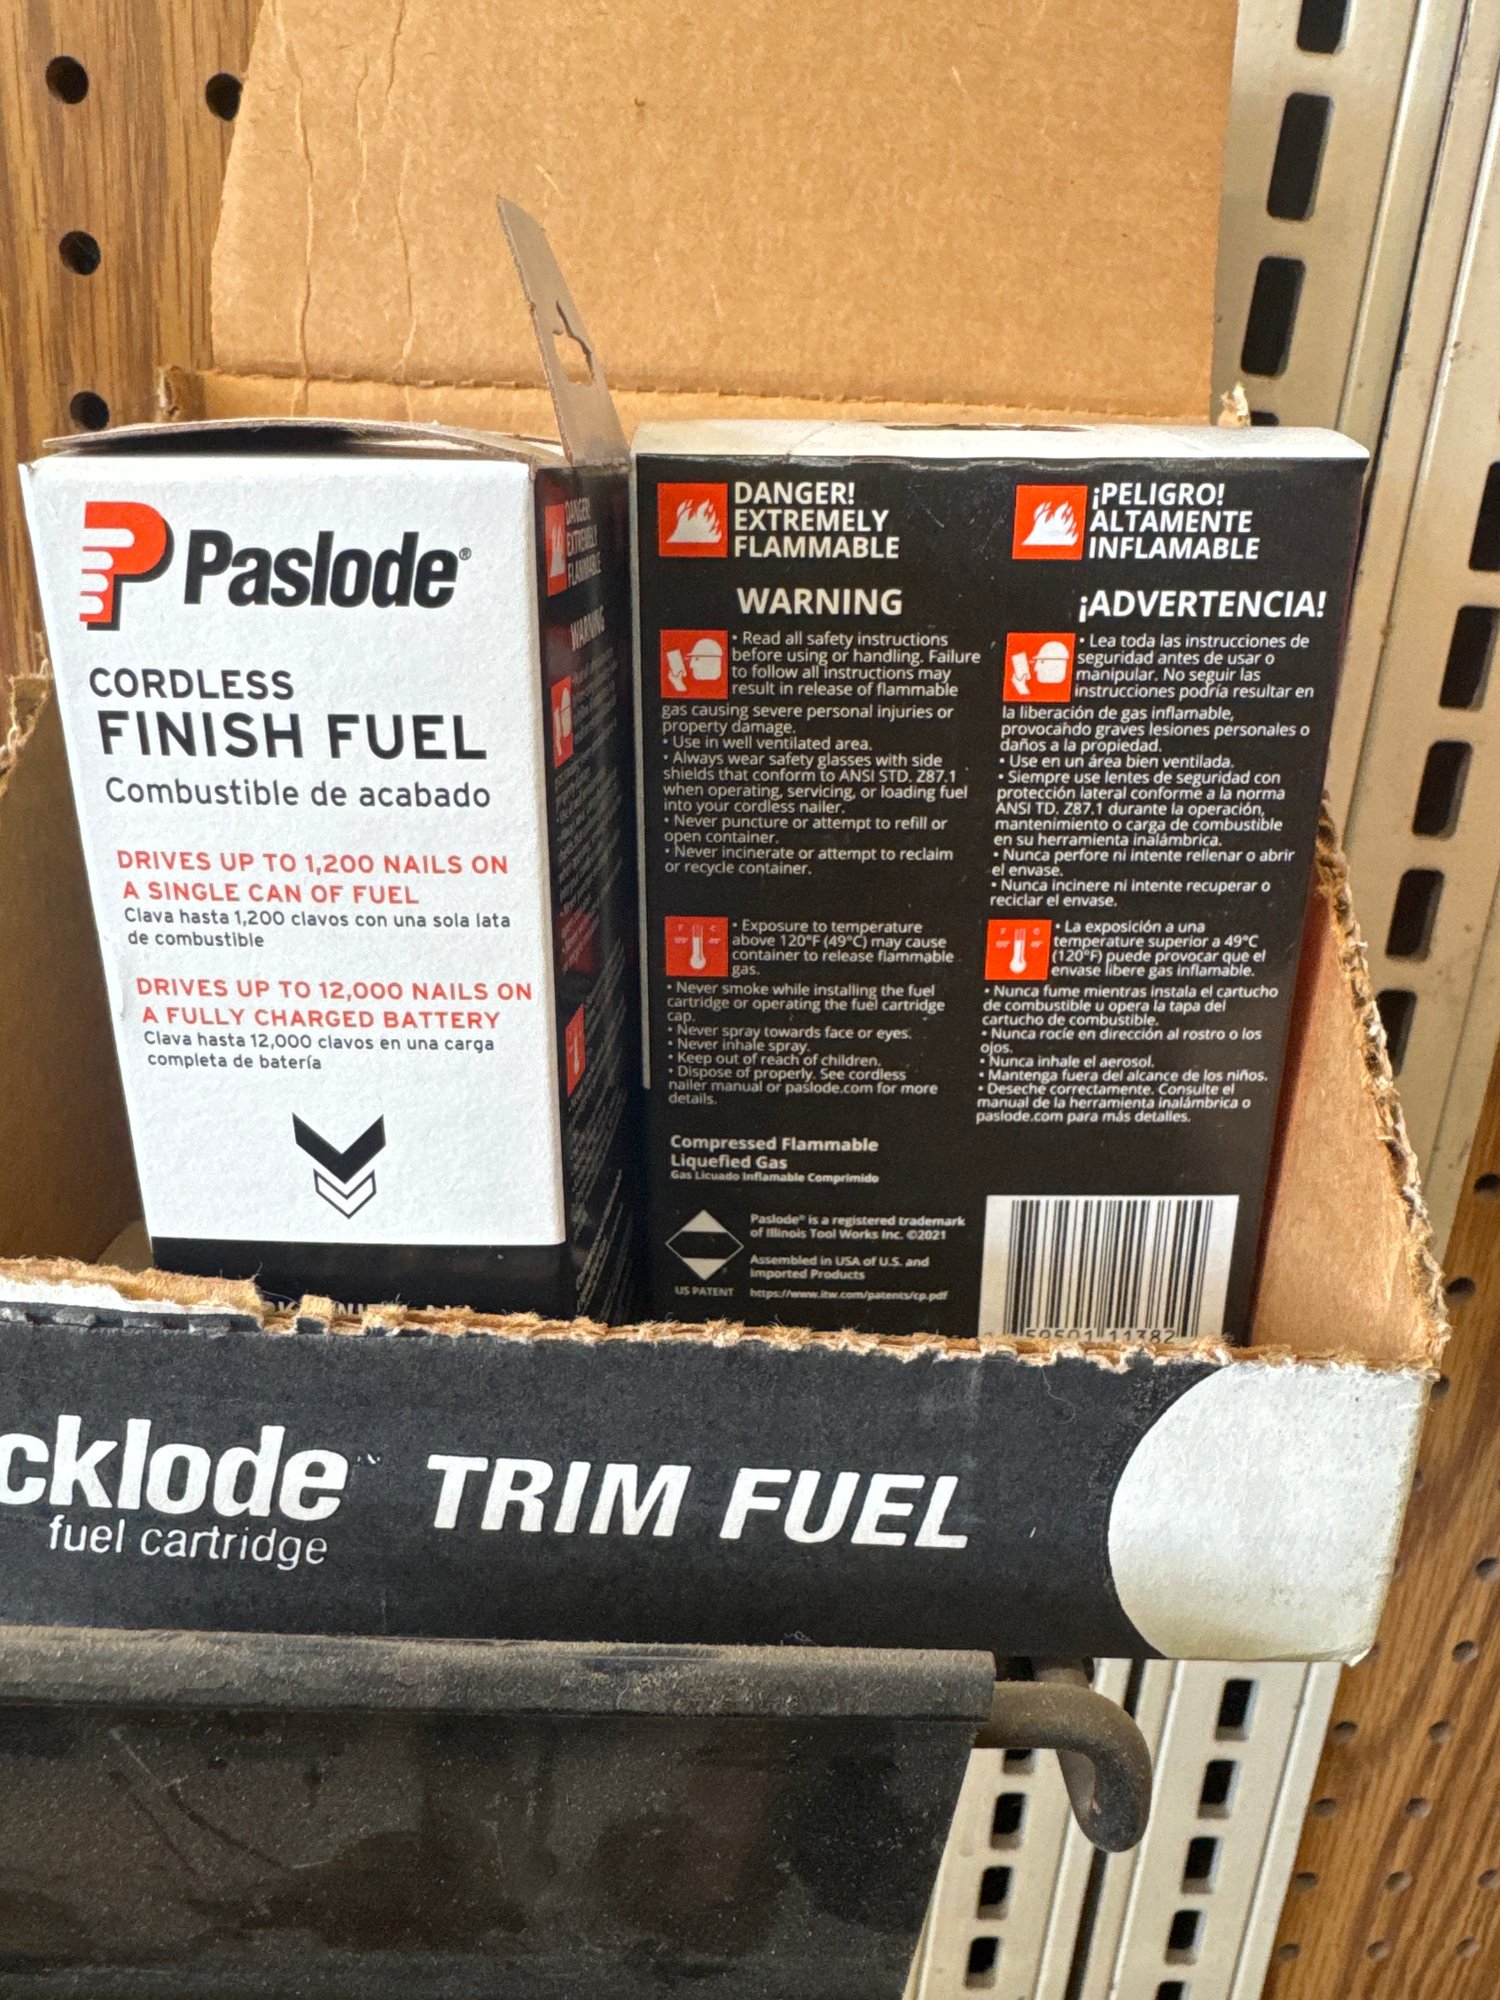 Paslode®
CORDLESS
FINISH FUEL
Combustible de acabado
DRIVES UP TO 1,200 NAILS ON
A SINGLE CAN OF FUEL
Clava hasta 1,200 clavos con una sola lata
de combustible
DRIVES UP TO 12,000 NAILS ON
A FULLY CHARGED BATTERY
Clava hasta 12,000 clavos en una carga
completa de batería
DANGER!
EXTREMELY
FLAMMABLE
WARNING
DANGER!
EXTREMELY
FLAMMABLE
WARNING
• Read all safety instructions
before using or handling. Failure
to follow all instructions may
result in release of flammable
gas causing severe personal injuries or
property damage.
• Use in well ventilated area.
• Always wear safety glasses with side
shields that conform to ANSI STD. Z87.1
when operating, servicing, or loading fuel
into your cordless nailer.
• Never puncture or attempt to refill or
open container.
• Never incinerate or attempt to reclaim
or recycle container.
• Exposure to temperature
above 120°F (49°C) may cause
container to release flammable
gas.
• Never smoke while installing the fuel
cartridge or operating the fuel cartridge
cap.
• Never spray towards face or eyes.
• Never inhale spray.
• Keep out of reach of children.
• Dispose of properly. See cordless
nailer manual or paslode.com for more
details.
Compressed Flammable
Liquefied Gas
Gas Licuado Inflamable Comprimido
Paslode® is a registered trademark
of Illinois Tool Works Inc. ©2021
Assembled in USA of U.S. and
Imported Products
US PATENT https://www.itw.com/patents/cp.pdf
¡PELIGRO!
ALTAMENTE
INFLAMABLE
¡ADVERTENCIA!
• Lea toda las instrucciones de
seguridad antes de usar o
manipular. No seguir las
instrucciones podría resultar en
la liberación de gas inflamable,
provocando graves lesiones personales o
daños a la propiedad.
• Use en un área bien ventilada.
• Siempre use lentes de seguridad con
protección lateral conforme a la norma
ANSI TD. Z87.1 durante la operación,
mantenimiento o carga de combustible
en su herramienta inalámbrica.
• Nunca perfore ni intente rellenar o abrir
el envase.
• Nunca incinere ni intente recuperar o
reciclar el envase.
• La exposición a una
temperature superior a 49°C
(120°F) puede provocar que el
envase libere gas inflamable.
• Nunca fume mientras instala el cartucho
de combustible u opera la tapa del
cartucho de combustible.
• Nunca rocíe en dirección al rostro o los
ojos.
• Nunca inhale el aerosol.
• Mantenga fuera del alcance de los niños.
• Deseche correctamente. Consulte el
manual de la herramienta inalámbrica o
paslode.com para más detalles.
59501 11382
cklode™ TRIM FUEL
fuel cartridge